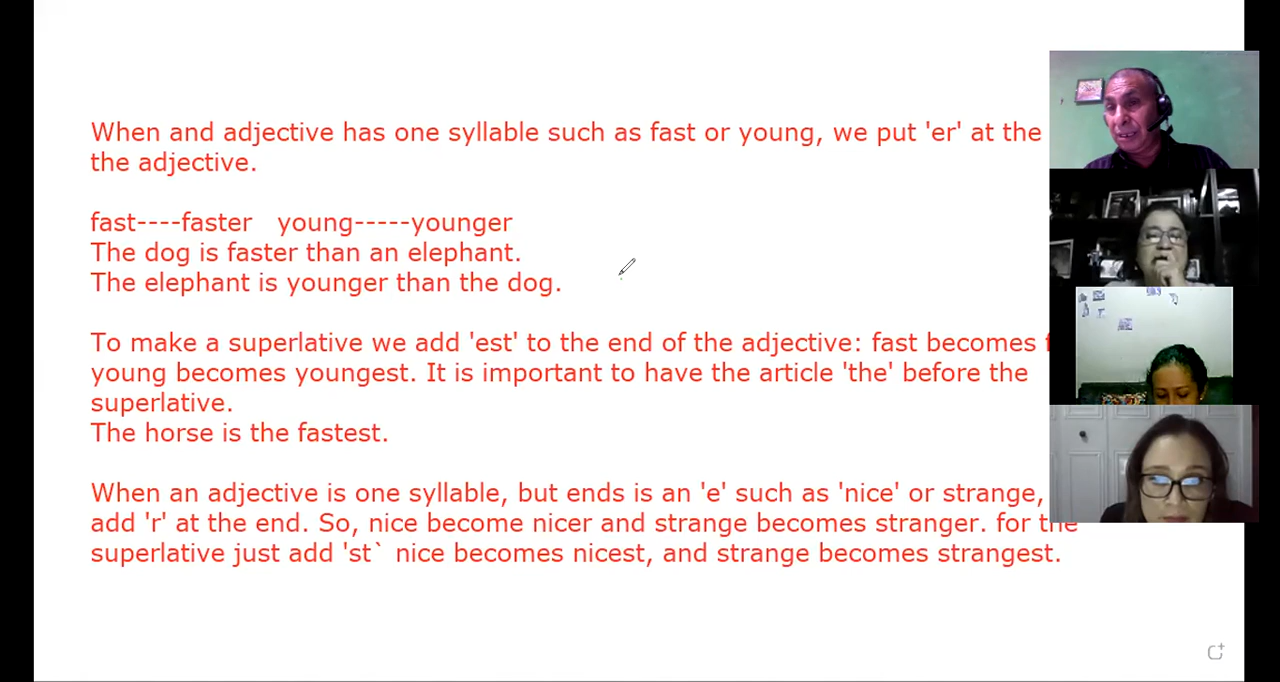 When and adjective has one syllable such as fast or young, we put 'er' at the
the adjective.
fast----faster young-----younger
The dog is faster than an elephant.
The elephant is younger than the dog.
To make a superlative we add 'est' to the end of the adjective: fast becomes
young becomes youngest. It is important to have the article 'the' before the
superlative.
The horse is the fastest.
When an adjective is one syllable, but ends is an 'e' such as 'nice' or strange,
add 'r' at the end. So, nice become nicer and strange becomes stranger. for the
superlative just add 'st` nice becomes nicest, and strange becomes strangest.